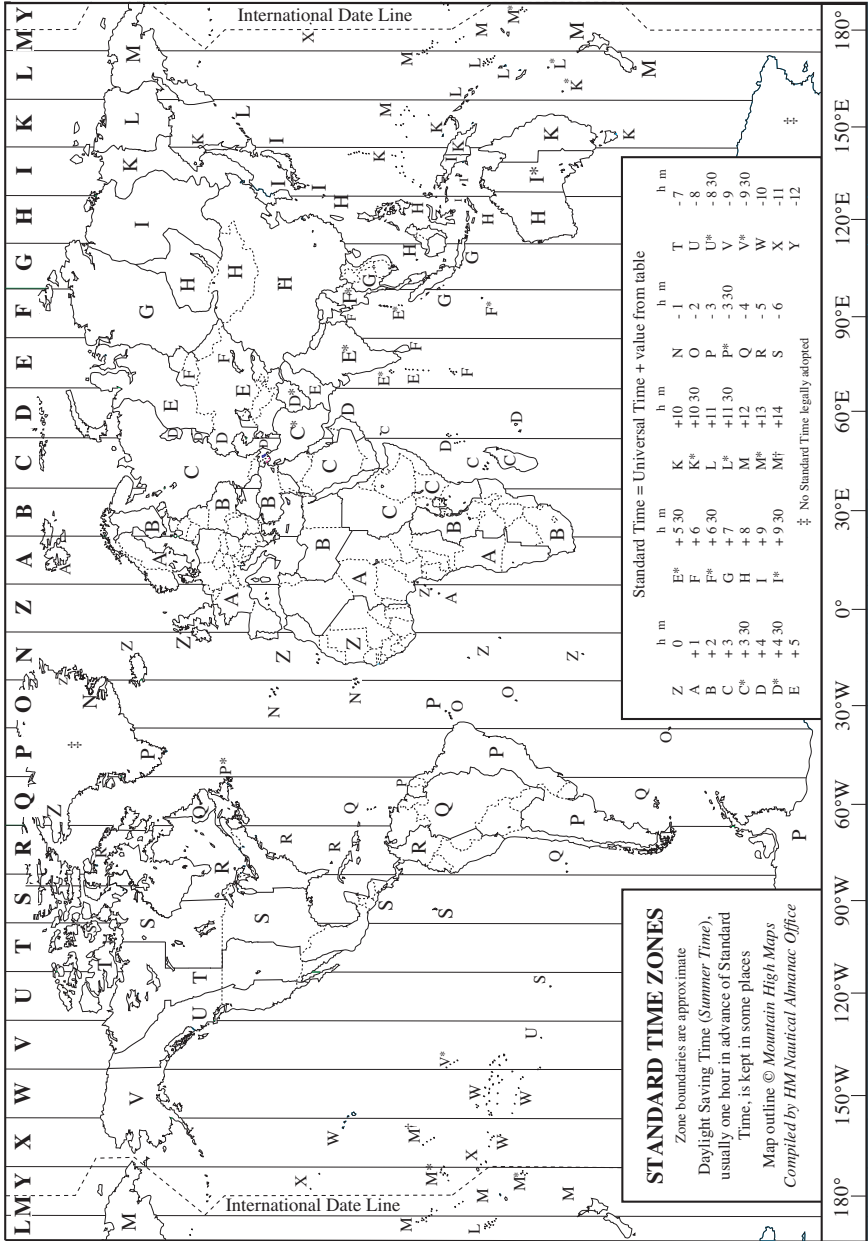 L M Y X W V U T S R Q P O N Z A B C D E F G H I K L M Y
International Date Line
International Date Line
M V U T S R Q P P* Z ‡ P N Z
T S S S R R Q P Q P
X W M† M* X W V* U S
N Z A B C C* D D* E E* F F* G H I I* K L M
STANDARD TIME ZONES
Zone boundaries are approximate
Daylight Saving Time (Summer Time),
usually one hour in advance of Standard
Time, is kept in some places
Map outline © Mountain High Maps
Compiled by HM Nautical Almanac Office
Standard Time = Universal Time + value from table
h m h m h m h m h m
Z 0 E* + 5 30 K +10 N - 1 T - 7
A + 1 F + 6 K* +10 30 O - 2 U - 8
B + 2 F* + 6 30 L +11 P - 3 U* - 8 30
C + 3 G + 7 L* +11 30 P* - 3 30 V - 9
C* + 3 30 H + 8 M +12 Q - 4 V* - 9 30
D + 4 I + 9 M* +13 R - 5 W -10
D* + 4 30 I* + 9 30 M† +14 S - 6 X -11
E + 5 Y -12
‡ No Standard Time legally adopted
‡
180° 150°W 120°W 90°W 60°W 30°W 0° 30°E 60°E 90°E 120°E 150°E 180°